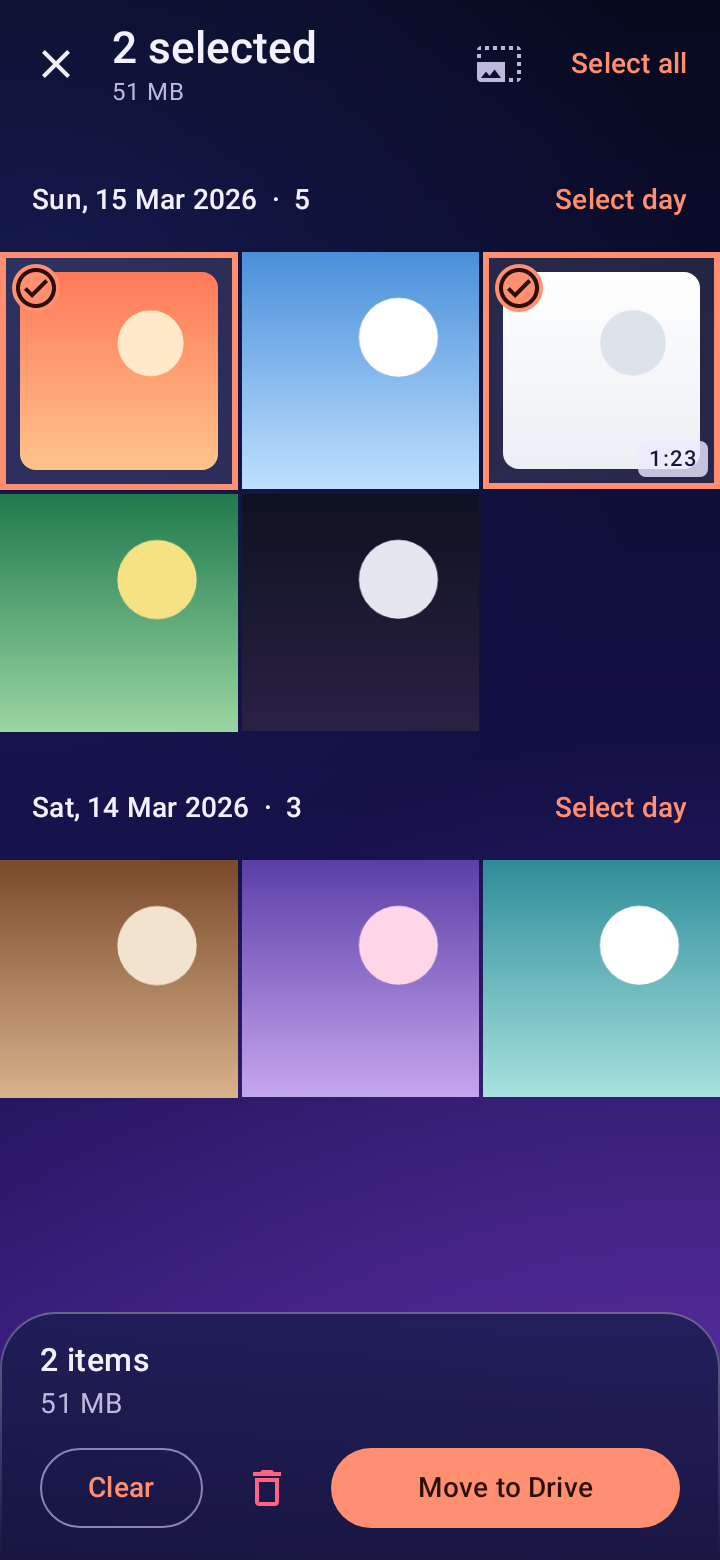 2 selected
51 MB
Select all
Sun, 15 Mar 2026 · 5
Select day
1:23
Sat, 14 Mar 2026 · 3
Select day
2 items
51 MB
Clear
Move to Drive